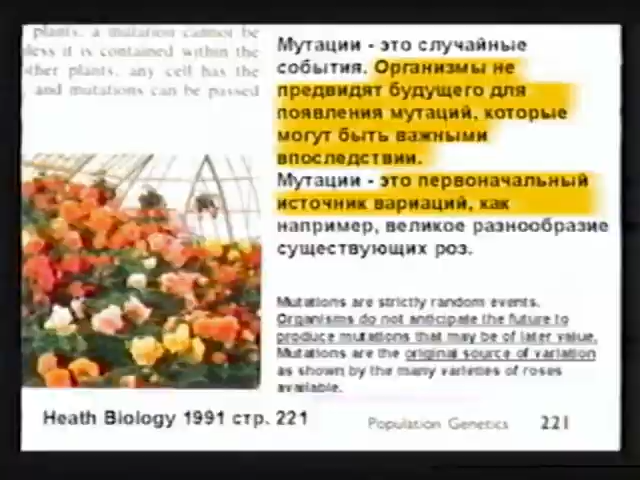 plants, a mutation cannot be
less it is contained within the
other plants, any cell has the
and mutations can be passed
Мутации - это случайные
события. Организмы не
предвидят будущего для
появления мутаций, которые
могут быть важными
впоследствии.
Мутации - это первоначальный
источник вариаций, как
например, великое разнообразие
существующих роз.
Mutations are strictly random events.
Organisms do not anticipate the future to
produce mutations that may be of later value.
Mutations are the original source of variation
as shown by the many varieties of roses
available.
Heath Biology 1991 стр. 221
Population Genetics 221